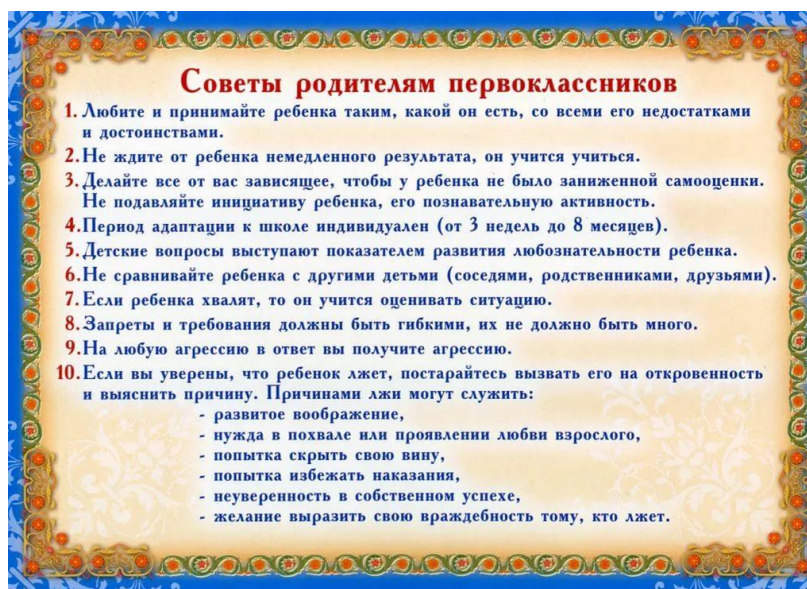 Советы родителям первоклассников
1. Любите и принимайте ребенка таким, какой он есть, со всеми его недостатками
и достоинствами.
2. Не ждите от ребенка немедленного результата, он учится учиться.
3. Делайте все от вас зависящее, чтобы у ребенка не было заниженной самооценки.
Не подавляйте инициативу ребенка, его познавательную активность.
4. Период адаптации к школе индивидуален (от 3 недель до 8 месяцев).
5. Детские вопросы выступают показателем развития любознательности ребенка.
6. Не сравнивайте ребенка с другими детьми (соседями, родственниками, друзьями).
7. Если ребенка хвалят, то он учится оценивать ситуацию.
8. Запреты и требования должны быть гибкими, их не должно быть много.
9. На любую агрессию в ответ вы получите агрессию.
10. Если вы уверены, что ребенок лжет, постарайтесь вызвать его на откровенность
и выяснить причину. Причинами лжи могут служить:
- развитое воображение,
- нужда в похвале или проявлении любви взрослого,
- попытка скрыть свою вину,
- попытка избежать наказания,
- неуверенность в собственном успехе,
- желание выразить свою враждебность тому, кто лжет.